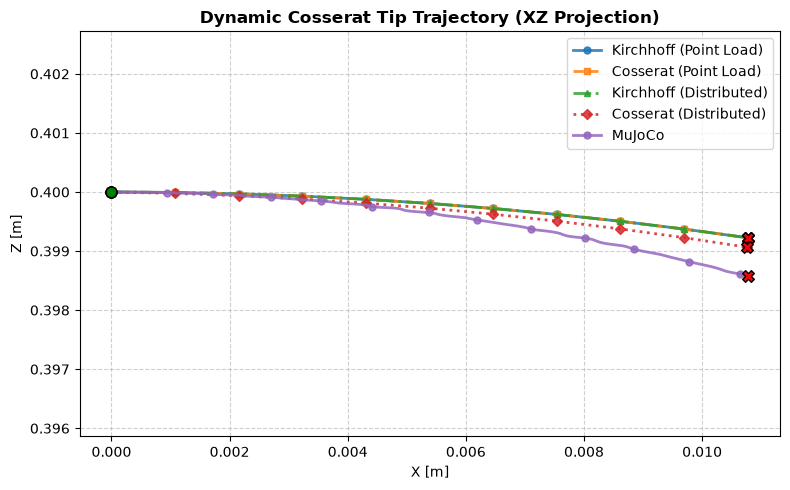 Dynamic Cosserat Tip Trajectory (XZ Projection)
Kirchhoff (Point Load)
Cosserat (Point Load)
Kirchhoff (Distributed)
Cosserat (Distributed)
MuJoCo
Z [m]
0.402
0.401
0.400
0.399
0.398
0.397
0.396
0.000
0.002
0.004
0.006
0.008
0.010
X [m]